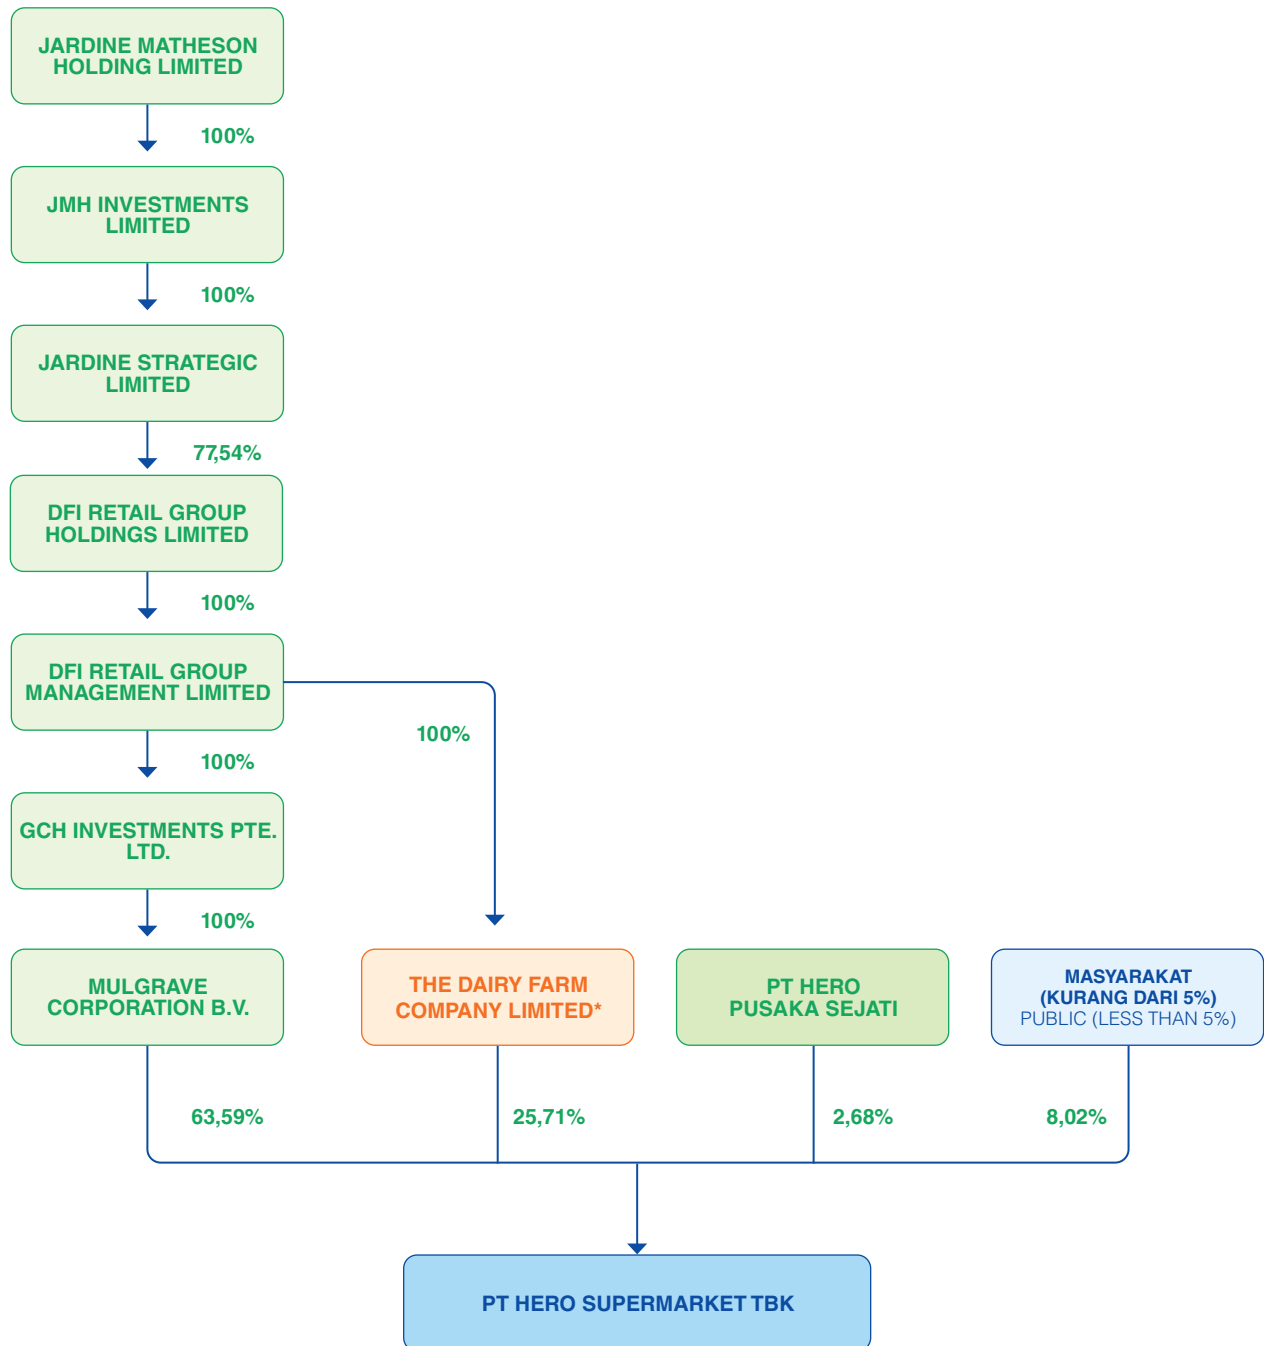 JARDINE MATHESON
HOLDING LIMITED
100%
JMH INVESTMENTS
LIMITED
100%
JARDINE STRATEGIC
LIMITED
77,54%
DFI RETAIL GROUP
HOLDINGS LIMITED
100%
DFI RETAIL GROUP
MANAGEMENT LIMITED
100%
100%
GCH INVESTMENTS PTE.
LTD.
100%
MULGRAVE
CORPORATION B.V.
THE DAIRY FARM
COMPANY LIMITED*
PT HERO
PUSAKA SEJATI
MASYARAKAT
(KURANG DARI 5%)
PUBLIC (LESS THAN 5%)
63,59%
25,71%
2,68%
8,02%
PT HERO SUPERMARKET TBK